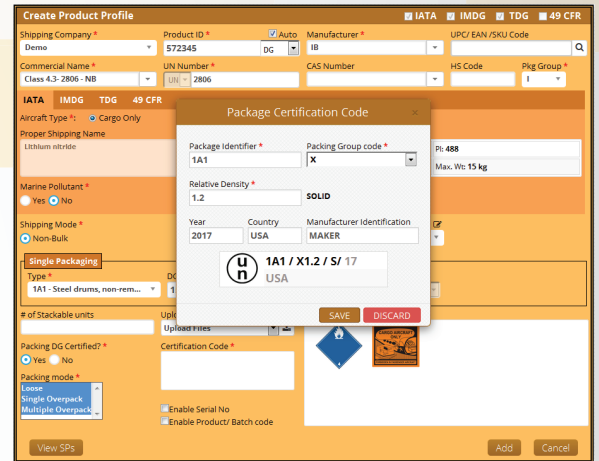 Create Product Profile
IATA IMDG TDG 49 CFR
Shipping Company * Product ID * Auto Manufacturer * UPC/ EAN /SKU Code
Demo 572345 DG IB
Commercial Name * UN Number * CAS Number HS Code Pkg Group *
Class 4.3- 2806 - NB UN 2806 I
IATA IMDG TDG 49 CFR
Aircraft Type *: Cargo Only
Proper Shipping Name
Lithium nitride
PI: 488
Max. Wt: 15 kg
Marine Pollutant *
Yes No
Shipping Mode *
Non-Bulk
Single Packaging
Type *
1A1 - Steel drums, non-rem...
Package Certification Code ×
Package Identifier * Packing Group code *
1A1 X
Relative Density *
1.2 SOLID
Year Country Manufacturer Identification
2017 USA MAKER
un 1A1 / X1.2 / S/ 17
USA
SAVE DISCARD
# of Stackable units
Upload Files
Packing DG Certified? * Certification Code *
Yes No
Packing mode *
Loose
Single Overpack
Multiple Overpack
Enable Serial No
Enable Product/ Batch code
CARGO AIRCRAFT ONLY
View SPs Add Cancel